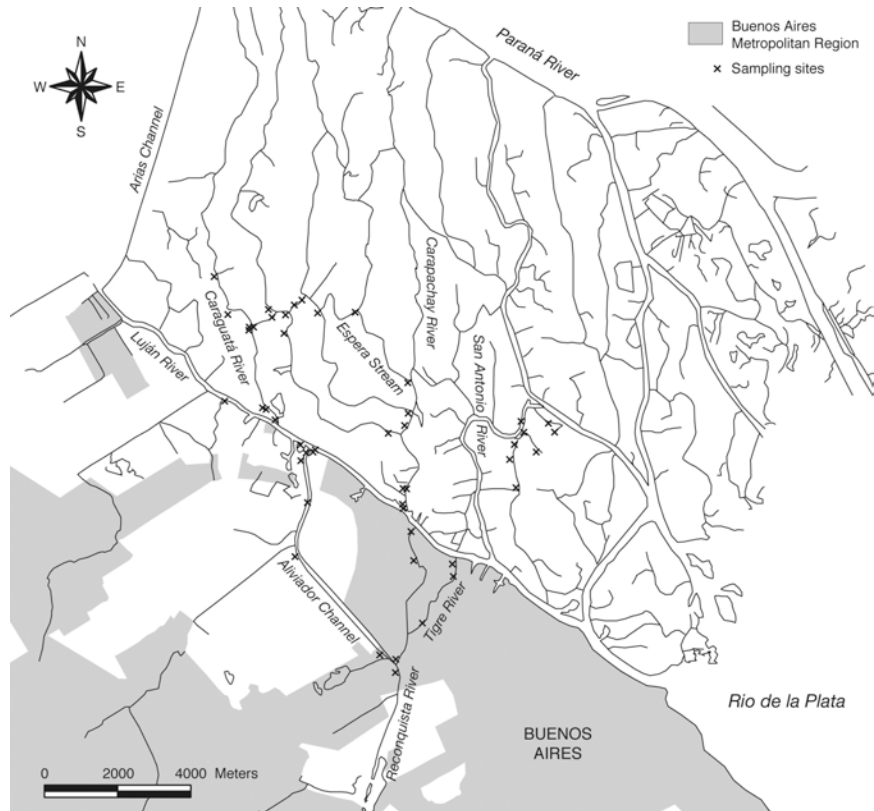 N
W E
S
Buenos Aires
Metropolitan Region
× Sampling sites
Paraná River
Arias Channel
Carapachay River
Caraguatá River
Espera Stream
San Antonio
River
Luján River
Aliviador Channel
Tigre River
Reconquista River
Rio de la Plata
BUENOS
AIRES
0 2000 4000 Meters